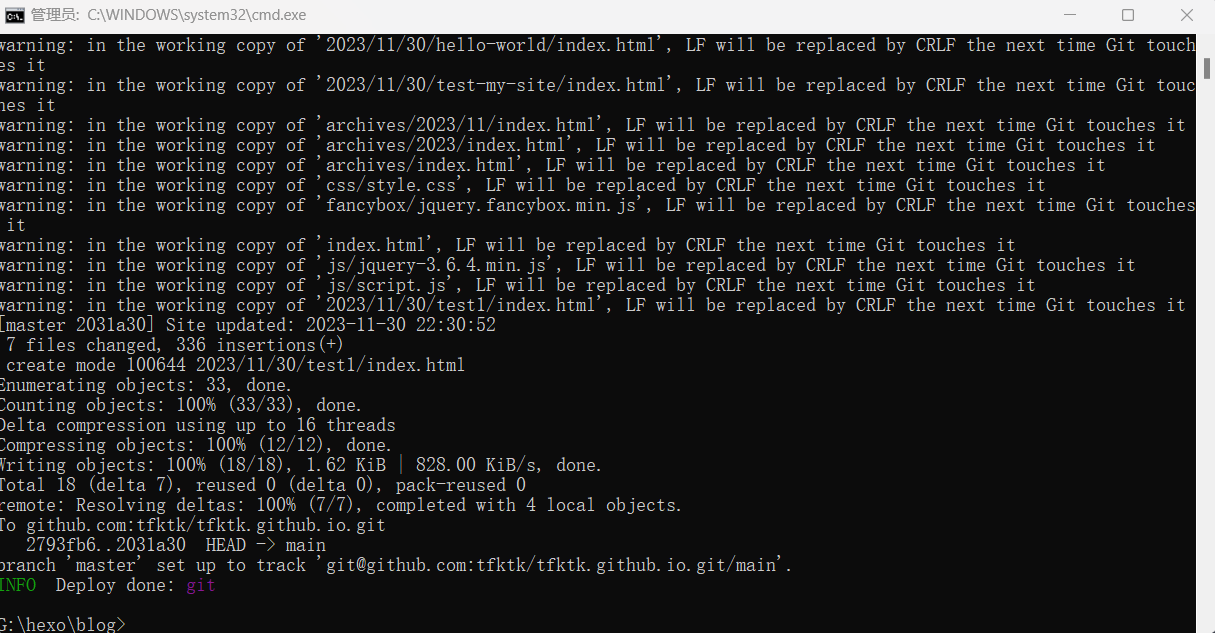 管理员: C:\WINDOWS\system32\cmd.exe
warning: in the working copy of '2023/11/30/hello-world/index.html', LF will be replaced by CRLF the next time Git touch
es it
warning: in the working copy of '2023/11/30/test-my-site/index.html', LF will be replaced by CRLF the next time Git touc
hes it
warning: in the working copy of 'archives/2023/11/index.html', LF will be replaced by CRLF the next time Git touches it
warning: in the working copy of 'archives/2023/index.html', LF will be replaced by CRLF the next time Git touches it
warning: in the working copy of 'archives/index.html', LF will be replaced by CRLF the next time Git touches it
warning: in the working copy of 'css/style.css', LF will be replaced by CRLF the next time Git touches it
warning: in the working copy of 'fancybox/jquery.fancybox.min.js', LF will be replaced by CRLF the next time Git touches
it
warning: in the working copy of 'index.html', LF will be replaced by CRLF the next time Git touches it
warning: in the working copy of 'js/jquery-3.6.4.min.js', LF will be replaced by CRLF the next time Git touches it
warning: in the working copy of 'js/script.js', LF will be replaced by CRLF the next time Git touches it
warning: in the working copy of '2023/11/30/test1/index.html', LF will be replaced by CRLF the next time Git touches it
[master 2031a30] Site updated: 2023-11-30 22:30:52
7 files changed, 336 insertions(+)
create mode 100644 2023/11/30/test1/index.html
Enumerating objects: 33, done.
Counting objects: 100% (33/33), done.
Delta compression using up to 16 threads
Compressing objects: 100% (12/12), done.
Writing objects: 100% (18/18), 1.62 KiB | 828.00 KiB/s, done.
Total 18 (delta 7), reused 0 (delta 0), pack-reused 0
remote: Resolving deltas: 100% (7/7), completed with 4 local objects.
To github.com:tfktk/tfktk.github.io.git
2793fb6..2031a30  HEAD -> main
branch 'master' set up to track 'git@github.com:tfktk/tfktk.github.io.git/main'.
INFO  Deploy done: git
G:\hexo\blog>